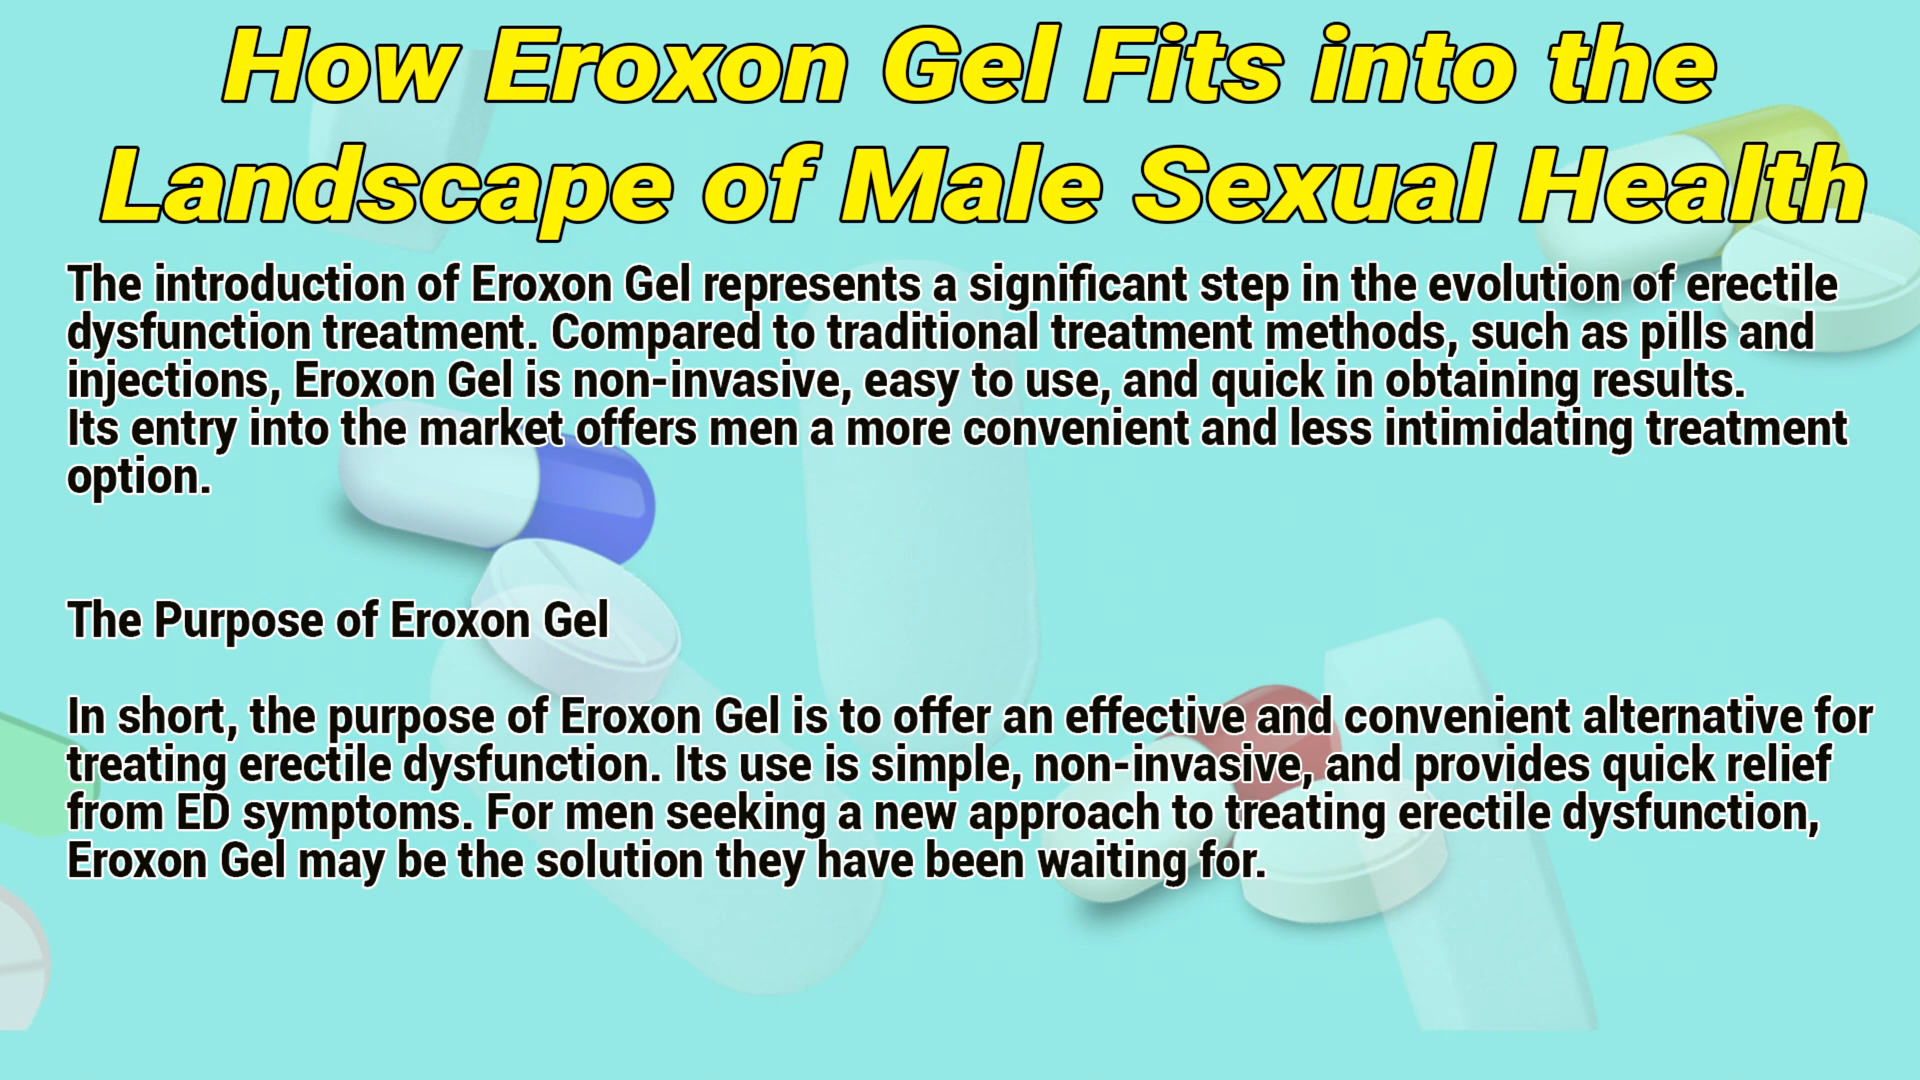 How Eroxon Gel Fits into the
Landscape of Male Sexual Health
The introduction of Eroxon Gel represents a significant step in the evolution of erectile
dysfunction treatment. Compared to traditional treatment methods, such as pills and
injections, Eroxon Gel is non-invasive, easy to use, and quick in obtaining results.
Its entry into the market offers men a more convenient and less intimidating treatment
option.
The Purpose of Eroxon Gel
In short, the purpose of Eroxon Gel is to offer an effective and convenient alternative for
treating erectile dysfunction. Its use is simple, non-invasive, and provides quick relief
from ED symptoms. For men seeking a new approach to treating erectile dysfunction,
Eroxon Gel may be the solution they have been waiting for.